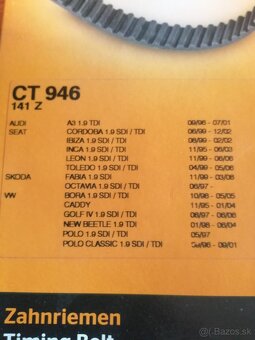 CT 946
141 Z
AUDI A3 1.9 TDI 09/96 - 07/01
SEAT CORDOBA 1.9 SDI / TDI 06/99 - 12/02
IBIZA 1.9 SDI / TDI 08/99 - 02/02
INCA 1.9 SDI / TDI 11/95 - 06/03
LEON 1.9 SDI / TDI 11/99 - 06/06
TOLEDO 1.9 SDI / TDI 04/99 - 05/06
SKODA FABIA 1.9 SDI 11/99 - 03/08
OCTAVIA 1.9 SDI / TDI 06/97 -
VW BORA 1.9 SDI / TDI 10/98 - 05/05
CADDY 11/95 - 01/04
GOLF IV 1.9 SDI / TDI 08/97 - 06/06
NEW BEETLE 1.9 TDI 01/98 - 08/04
POLO 1.9 SDI / TDI 05/97
POLO CLASSIC 1.9 SDI / TDI - 09/01
Zahnriemen
Timing Belt
bazos.sk